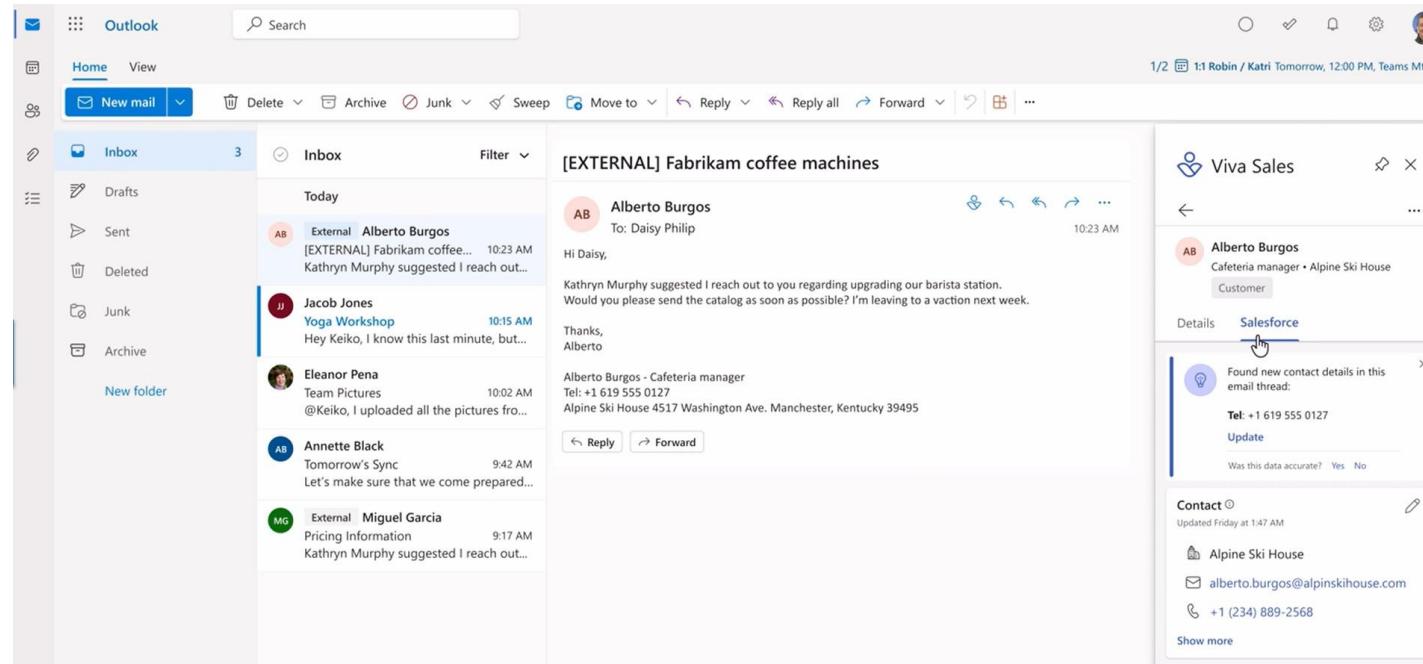 Outlook
Search
Home View
1/2 1:1 Robin / Katri Tomorrow, 12:00 PM, Teams
New mail Delete Archive Junk Sweep Move to Reply Reply all Forward
Inbox 3
Drafts
Sent
Deleted
Junk
Archive
New folder
Inbox Filter
Today
AB External Alberto Burgos
[EXTERNAL] Fabrikam coffee... 10:23 AM
Kathryn Murphy suggested I reach out...
JJ Jacob Jones
Yoga Workshop 10:15 AM
Hey Keiko, I know this last minute, but...
Eleanor Pena
Team Pictures 10:02 AM
@Keiko, I uploaded all the pictures fro...
AB Annette Black
Tomorrow's Sync 9:42 AM
Let's make sure that we come prepared...
MG External Miguel Garcia
Pricing Information 9:17 AM
Kathryn Murphy suggested I reach out...
[EXTERNAL] Fabrikam coffee machines
AB Alberto Burgos
To: Daisy Philip 10:23 AM
Hi Daisy,
Kathryn Murphy suggested I reach out to you regarding upgrading our barista station.
Would you please send the catalog as soon as possible? I'm leaving to a vaction next week.
Thanks,
Alberto
Alberto Burgos - Cafeteria manager
Tel: +1 619 555 0127
Alpine Ski House 4517 Washington Ave. Manchester, Kentucky 39495
Reply Forward
Viva Sales
AB Alberto Burgos
Cafeteria manager • Alpine Ski House
Customer
Details Salesforce
Found new contact details in this
email thread:
Tel: +1 619 555 0127
Update
Was this data accurate? Yes No
Contact
Updated Friday at 1:47 AM
Alpine Ski House
alberto.burgos@alpinskihouse.com
+1 (234) 889-2568
Show more